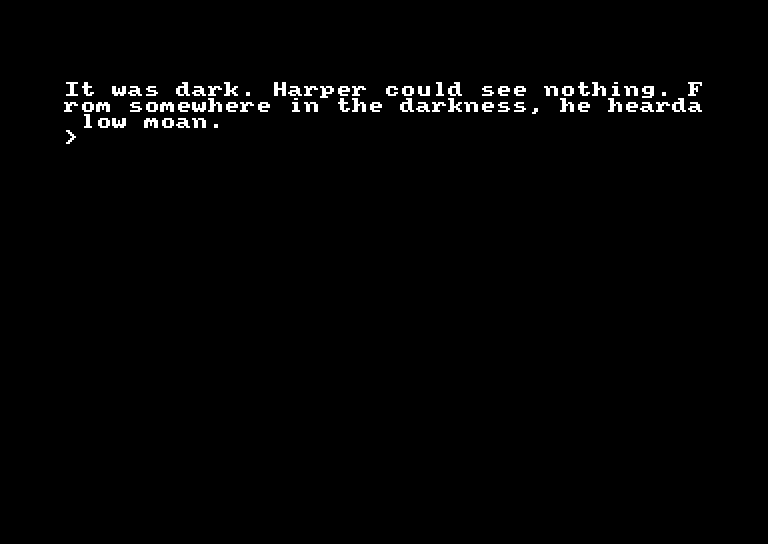 It was dark. Harper could see nothing. F
rom somewhere in the darkness, he hearda
 low moan.
>